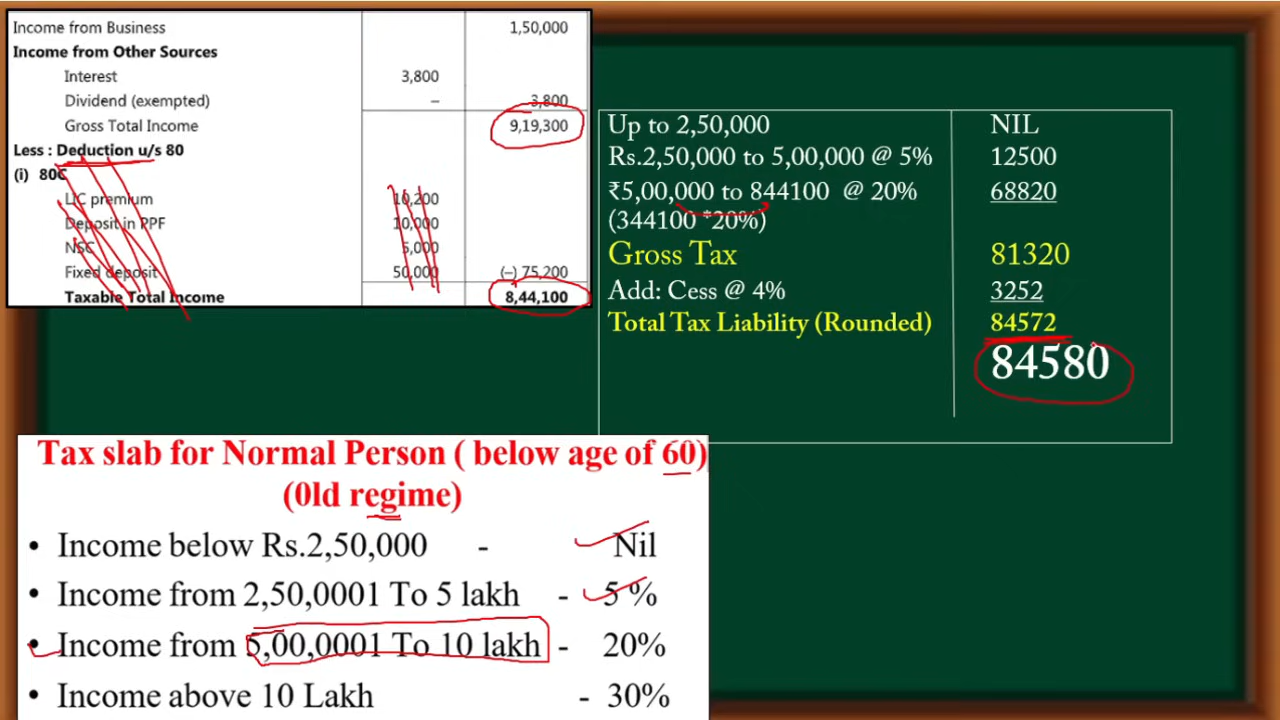 Income from Business 1,50,000
Income from Other Sources
Interest 3,800
Dividend (exempted) – 3,800
Gross Total Income 9,19,300
Less : Deduction u/s 80
(i) 80C
LIC premium 10,200
Deposit in PPF 10,000
NSC 5,000
Fixed deposit 50,000 (–) 75,200
Taxable Total Income 8,44,100
Up to 2,50,000 NIL
Rs.2,50,000 to 5,00,000 @ 5% 12500
₹5,00,000 to 844100 @ 20% 68820
(344100 *20%)
Gross Tax 81320
Add: Cess @ 4% 3252
Total Tax Liability (Rounded) 84572
84580
Tax slab for Normal Person ( below age of 60)
(0ld regime)
• Income below Rs.2,50,000 - Nil
• Income from 2,50,0001 To 5 lakh - 5 %
• Income from 5,00,0001 To 10 lakh - 20%
• Income above 10 Lakh - 30%